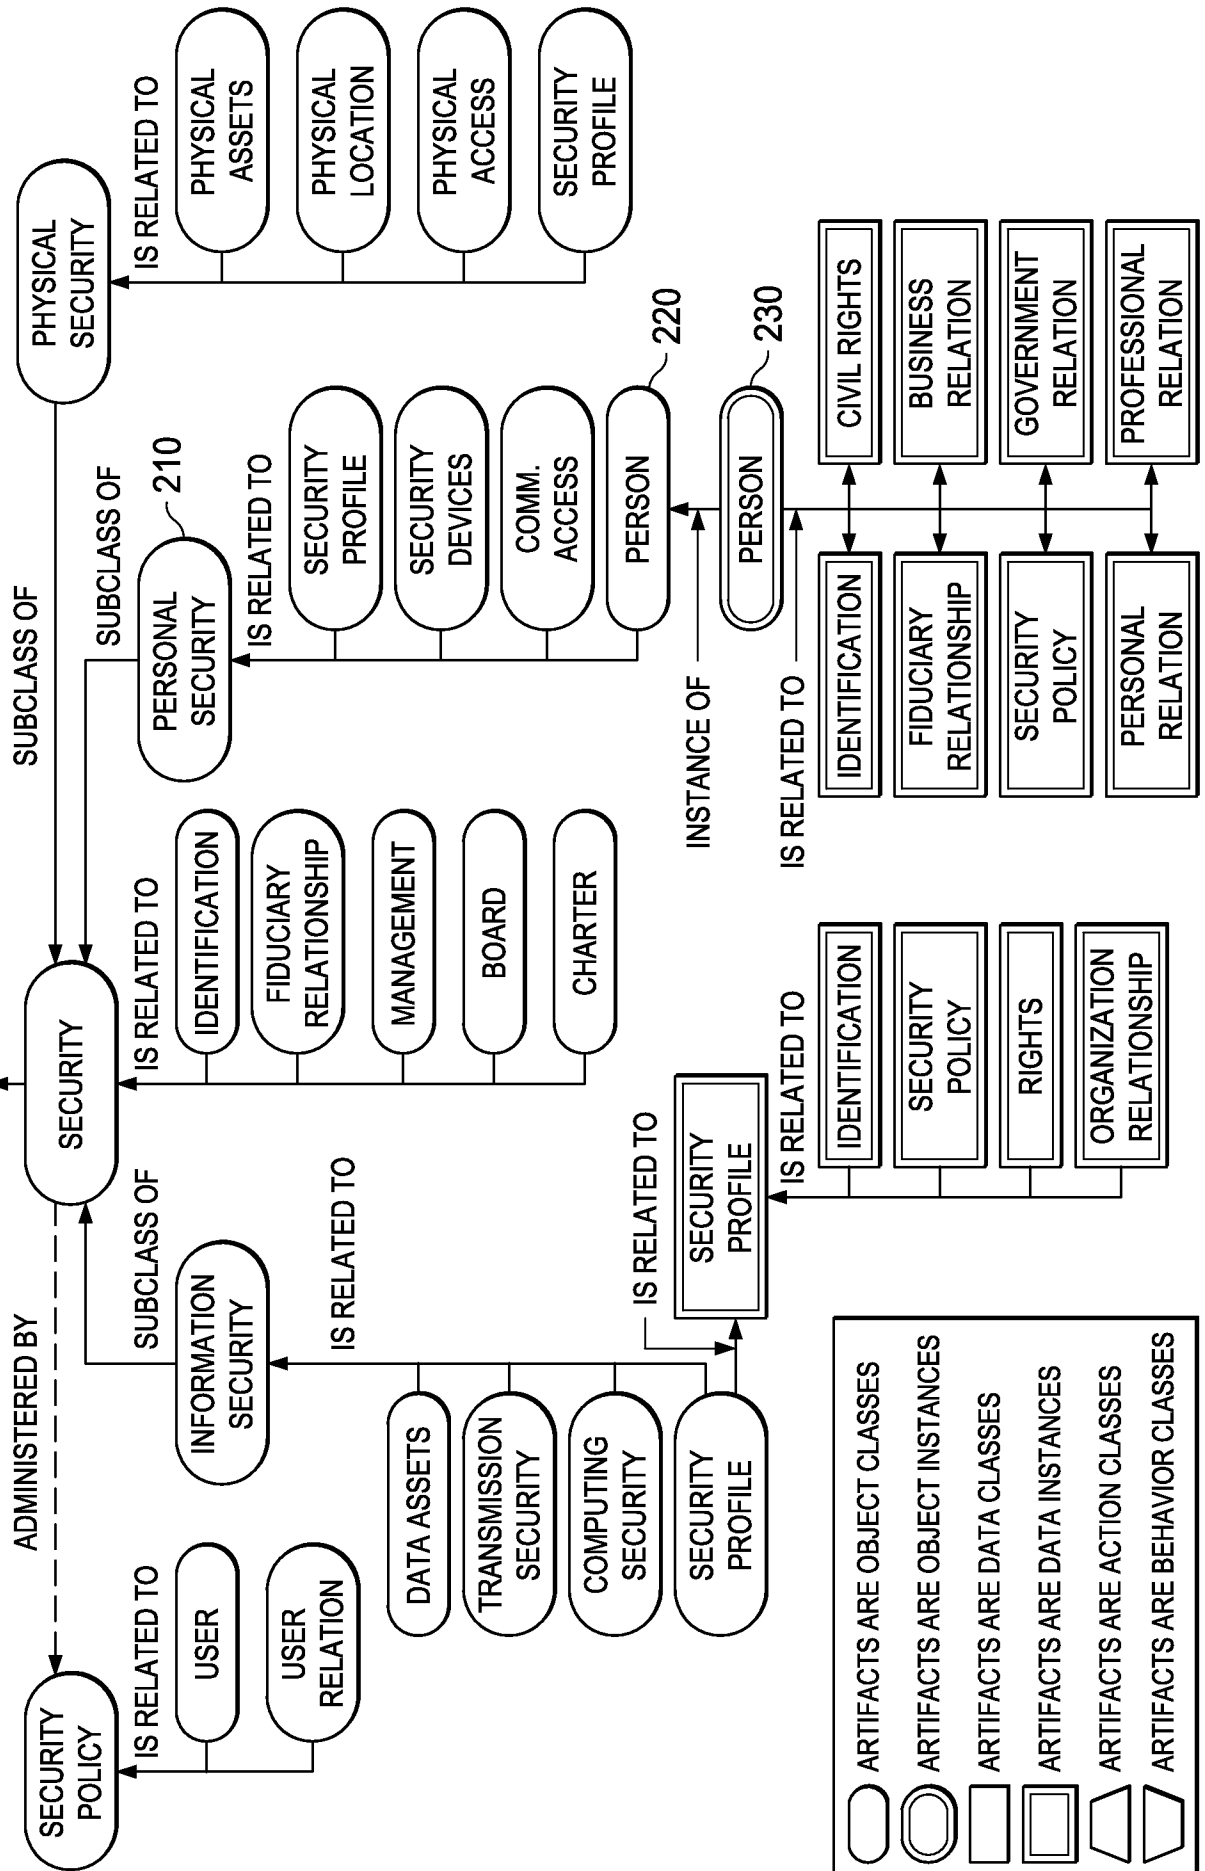 SECURITY
POLICY
IS RELATED TO
USER
USER
RELATION
ADMINISTERED BY
SECURITY
SUBCLASS OF
INFORMATION
SECURITY
IS RELATED TO
DATA ASSETS
TRANSMISSION
SECURITY
COMPUTING
SECURITY
SECURITY
PROFILE
IS RELATED TO
SECURITY
PROFILE
IS RELATED TO
IDENTIFICATION
SECURITY
POLICY
RIGHTS
ORGANIZATION
RELATIONSHIP
IS RELATED TO
IDENTIFICATION
FIDUCIARY
RELATIONSHIP
MANAGEMENT
BOARD
CHARTER
SUBCLASS OF
SUBCLASS OF
PERSONAL
SECURITY
210
IS RELATED TO
SECURITY
PROFILE
SECURITY
DEVICES
COMM.
ACCESS
PERSON
220
INSTANCE OF
PERSON
230
IS RELATED TO
IDENTIFICATION
CIVIL RIGHTS
FIDUCIARY
RELATIONSHIP
BUSINESS
RELATION
SECURITY
POLICY
GOVERNMENT
RELATION
PERSONAL
RELATION
PROFESSIONAL
RELATION
PHYSICAL
SECURITY
IS RELATED TO
PHYSICAL
ASSETS
PHYSICAL
LOCATION
PHYSICAL
ACCESS
SECURITY
PROFILE
ARTIFACTS ARE OBJECT CLASSES
ARTIFACTS ARE OBJECT INSTANCES
ARTIFACTS ARE DATA CLASSES
ARTIFACTS ARE DATA INSTANCES
ARTIFACTS ARE ACTION CLASSES
ARTIFACTS ARE BEHAVIOR CLASSES